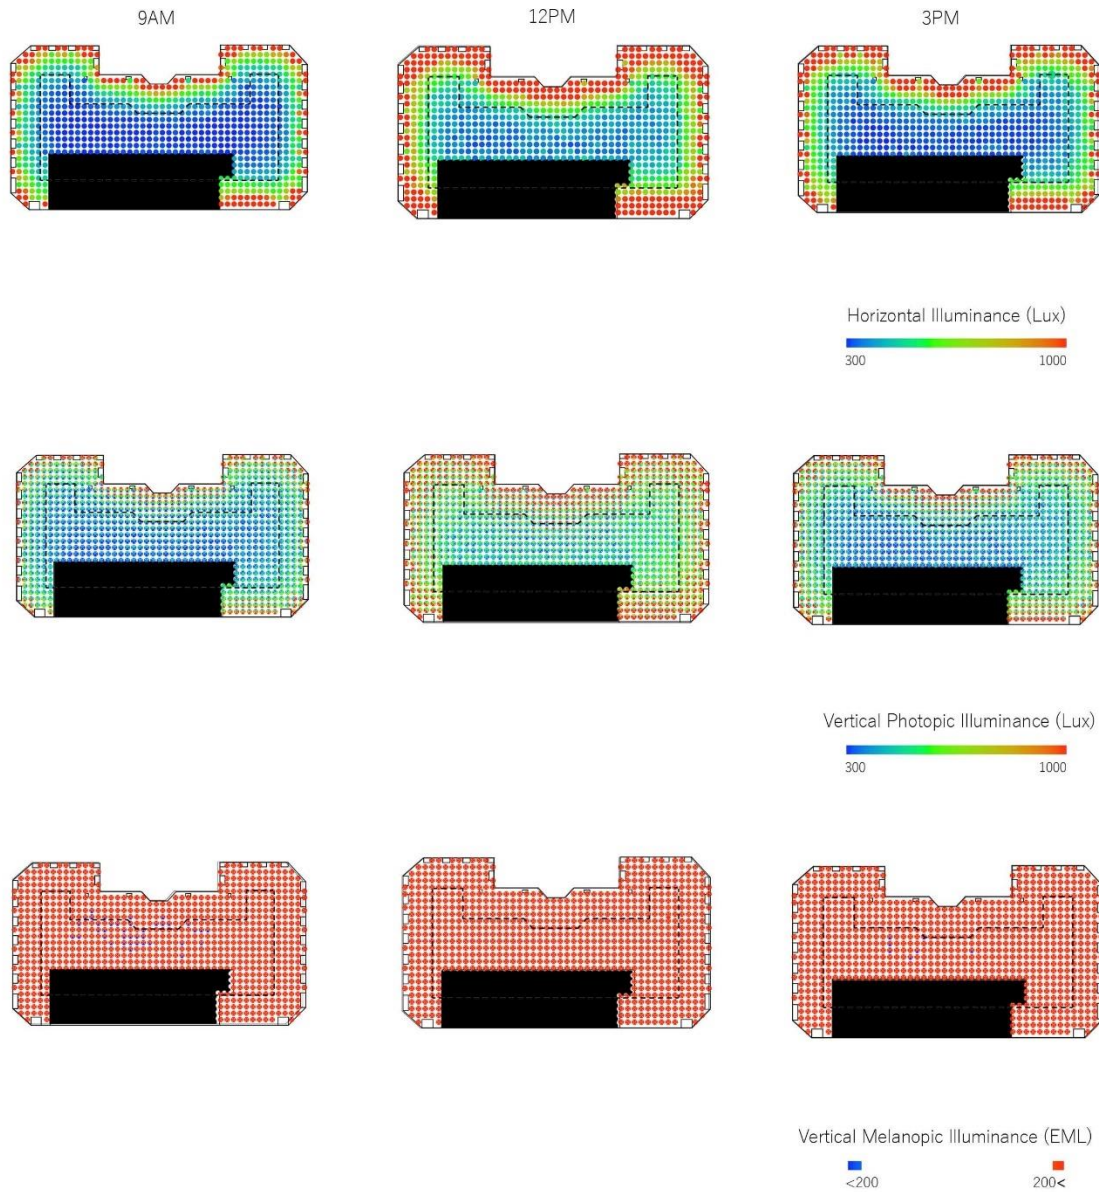 9AM
12PM
3PM
Horizontal Illuminance (Lux)
300
1000
Vertical Photopic Illuminance (Lux)
300
1000
Vertical Melanopic Illuminance (EML)
<200
200<